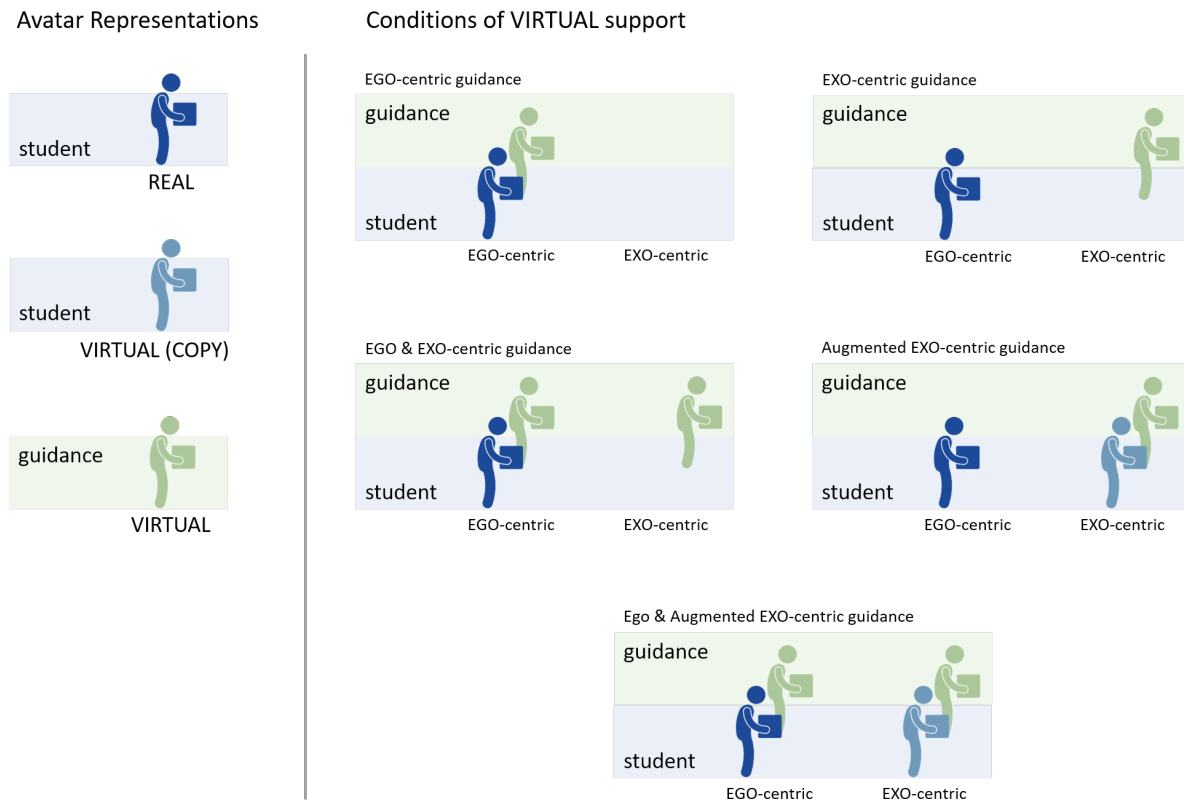 Avatar Representations
student
REAL
student
VIRTUAL (COPY)
guidance
VIRTUAL
Conditions of VIRTUAL support
EGO-centric guidance
guidance
student
EGO-centric
EXO-centric
EXO-centric guidance
guidance
student
EGO-centric
EXO-centric
EGO & EXO-centric guidance
guidance
student
EGO-centric
EXO-centric
Augmented EXO-centric guidance
guidance
student
EGO-centric
EXO-centric
Ego & Augmented EXO-centric guidance
guidance
student
EGO-centric
EXO-centric